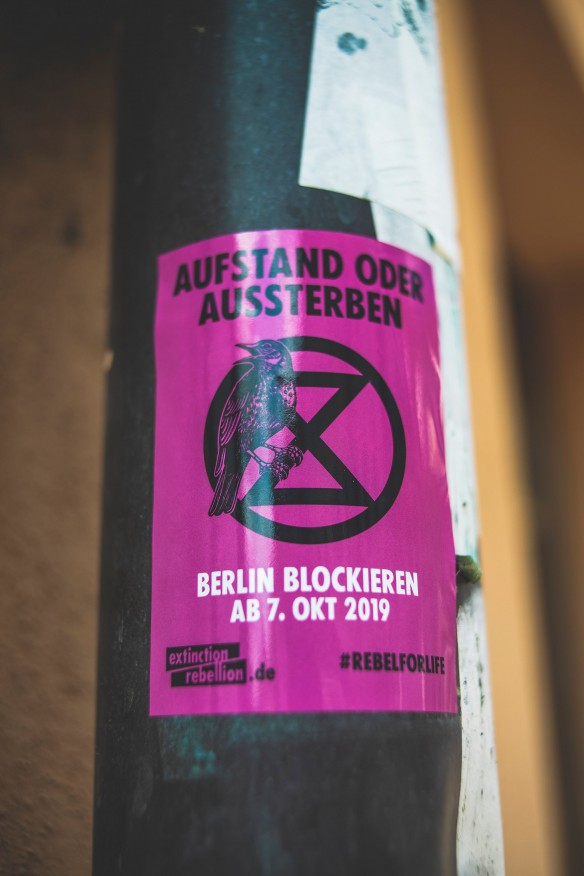 AUFSTAND ODER
AUSSTERBEN
BERLIN BLOCKIEREN
AB 7. OKT 2019
extinction
rebellion.de
#REBELFORLIFE